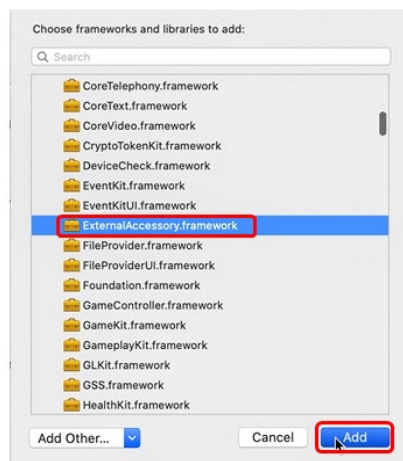 Choose frameworks and libraries to add:
Search
CoreTelephony.framework
CoreText.framework
CoreVideo.framework
CryptoTokenKit.framework
DeviceCheck.framework
EventKit.framework
EventKitUI.framework
ExternalAccessory.framework
FileProvider.framework
FileProviderUI.framework
Foundation.framework
GameController.framework
GameKit.framework
GameplayKit.framework
GLKit.framework
GSS.framework
HealthKit.framework
Add Other... Cancel Add